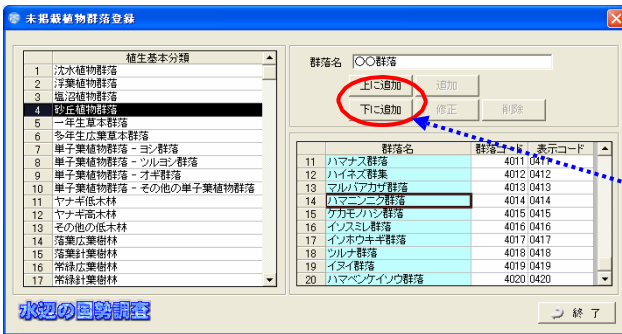 未掲載植物群落登録
植生基本分類
1 沈水植物群落
2 浮葉植物群落
3 塩沼植物群落
4 砂丘植物群落
5 一年生草本群落
6 多年生広葉草本群落
7 単子葉植物群落 - ヨシ群落
8 単子葉植物群落 - ツルヨシ群落
9 単子葉植物群落 - オギ群落
10 単子葉植物群落 - その他の単子葉植物群落
11 ヤナギ低木林
12 ヤナギ高木林
13 その他の低木林
14 落葉広葉樹林
15 落葉針葉樹林
16 常緑広葉樹林
17 常緑針葉樹林
群落名 〇〇群落
上に追加 追加
下に追加 修正 削除
群落名 群落コード 表示コード
11 ハマナス群落 4011 0411
12 ハイネズ群集 4012 0412
13 マルバアカザ群落 4013 0413
14 ハマニンニク群落 4014 0414
15 ケカモノハシ群落 4015 0415
16 イソスミレ群落 4016 0416
17 イソホウキギ群落 4017 0417
18 ツルナ群落 4018 0418
19 イヌイ群落 4019 0419
20 ハマベンケイソウ群落 4020 0420
水辺の国勢調査
終 了